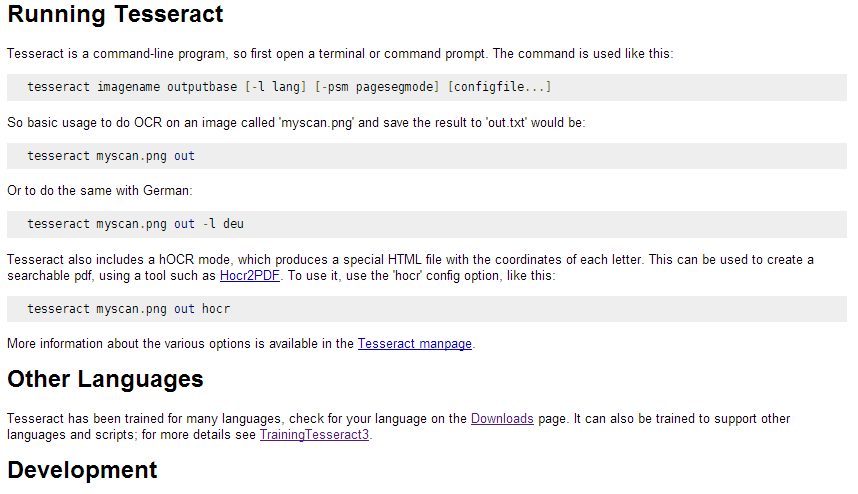 Running Tesseract
Tesseract is a command-line program, so first open a terminal or command prompt. The command is used like this:
tesseract imagename outputbase [-l lang] [-psm pagesegmode] [configfile...]
So basic usage to do OCR on an image called 'myscan.png' and save the result to 'out.txt' would be:
tesseract myscan.png out
Or to do the same with German:
tesseract myscan.png out -l deu
Tesseract also includes a hOCR mode, which produces a special HTML file with the coordinates of each letter. This can be used to create a
searchable pdf, using a tool such as Hocr2PDF. To use it, use the 'hocr' config option, like this:
tesseract myscan.png out hocr
More information about the various options is available in the Tesseract manpage.
Other Languages
Tesseract has been trained for many languages, check for your language on the Downloads page. It can also be trained to support other
languages and scripts; for more details see TrainingTesseract3.
Development